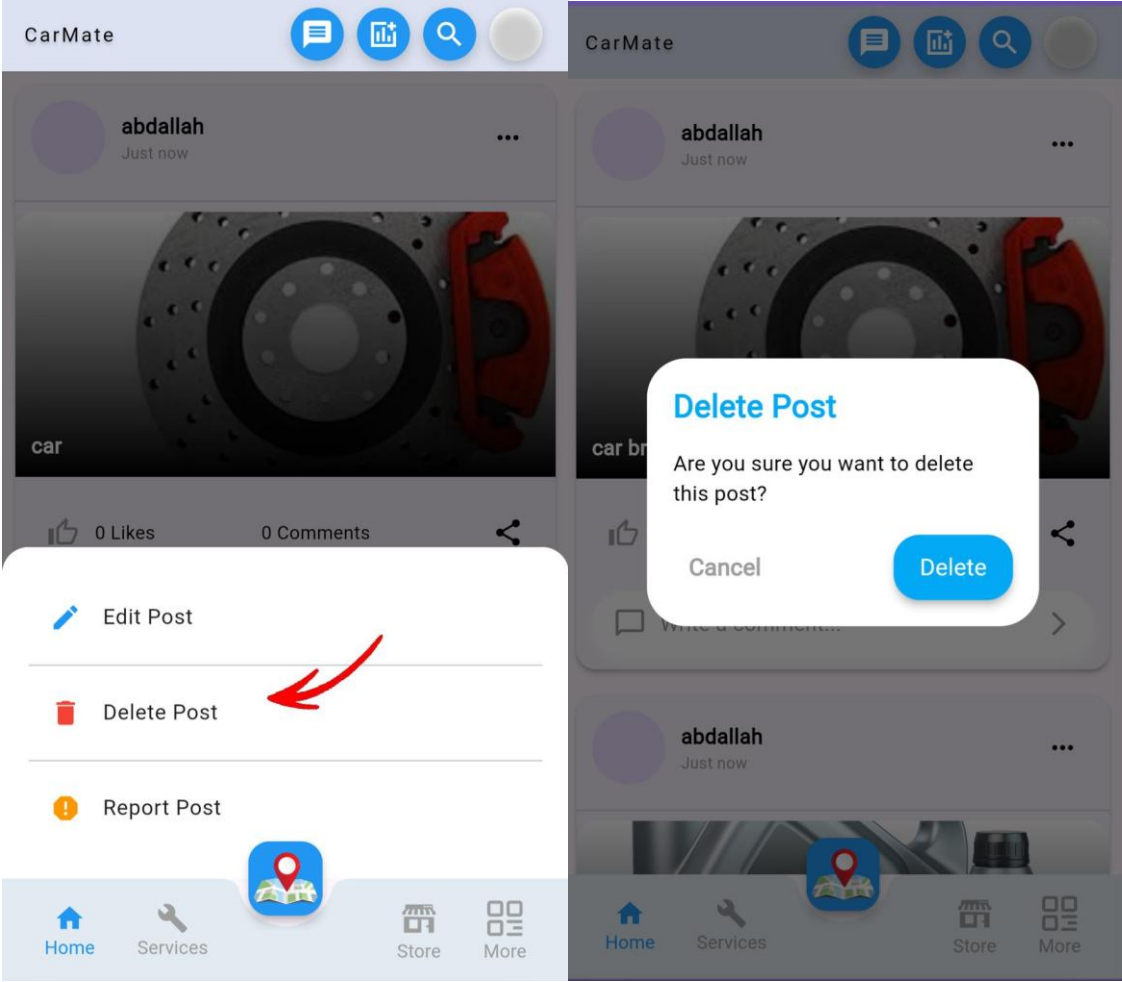 CarMate
abdallah
Just now
car
0 Likes 0 Comments
Edit Post
Delete Post
Report Post
Home Services Store More
CarMate
abdallah
Just now
car br
Delete Post
Are you sure you want to delete
this post?
Cancel Delete
Write a comment...
abdallah
Just now
Home Services Store More